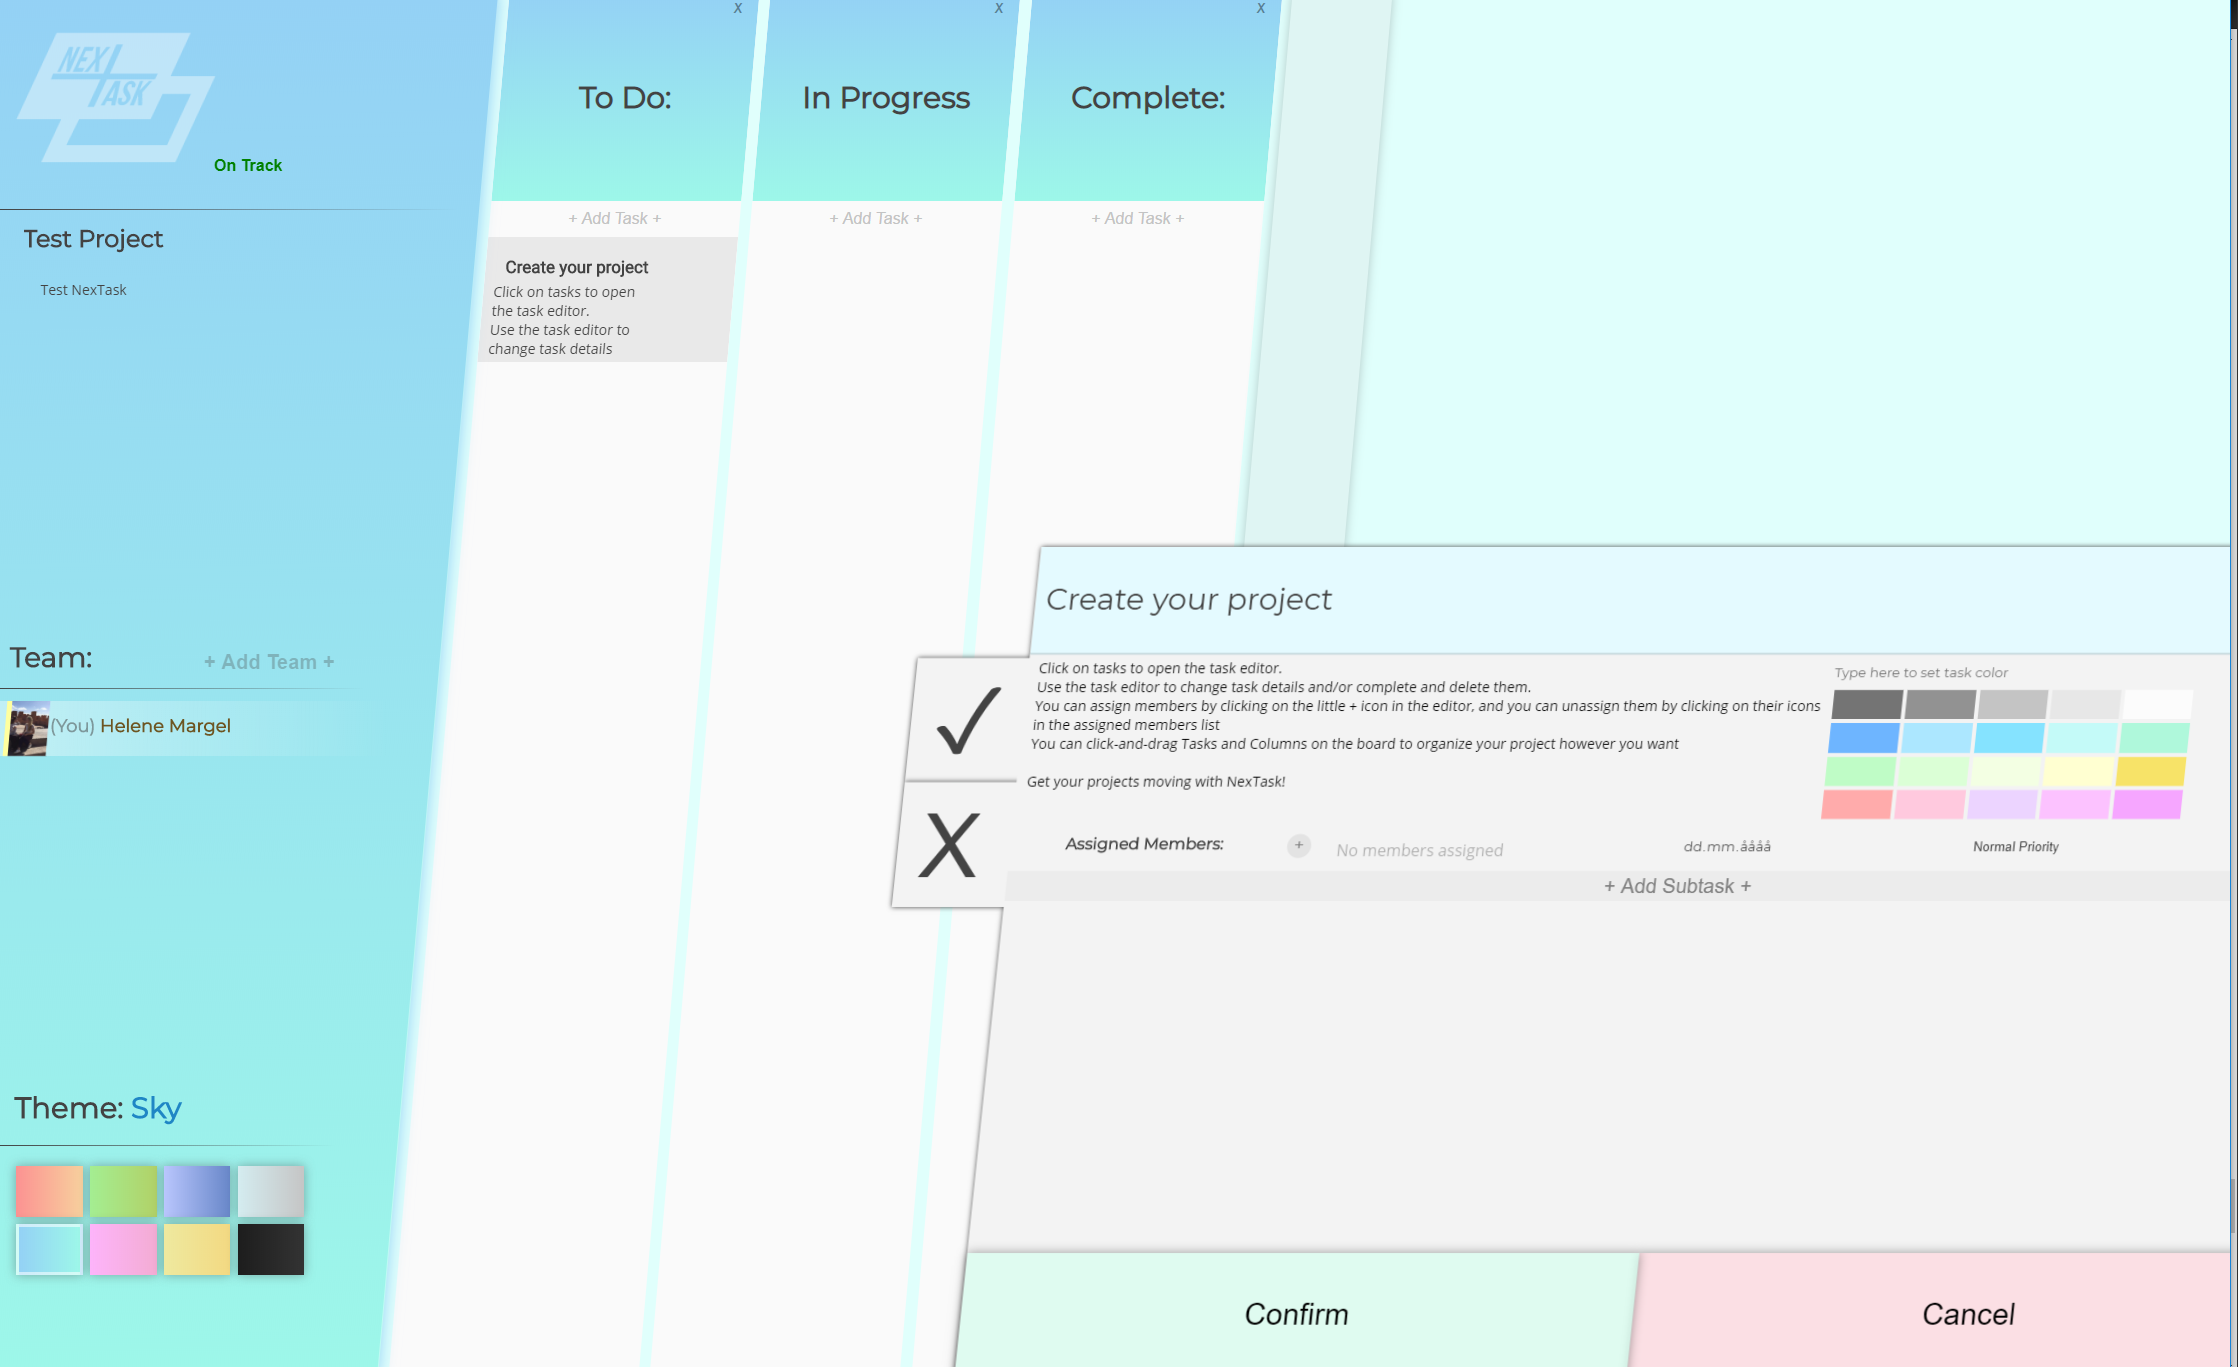 NEX
TASK
On Track
Test Project
Test NexTask
Team:
+ Add Team +
(You) Helene Margel
Theme: Sky
X
To Do:
+ Add Task +
Create your project
Click on tasks to open
the task editor.
Use the task editor to
change task details
X
In Progress
+ Add Task +
X
Complete:
+ Add Task +
Create your project
Click on tasks to open the task editor.
Use the task editor to change task details and/or complete and delete them.
You can assign members by clicking on the little + icon in the editor, and you can unassign them by clicking on their icons
in the assigned members list
You can click-and-drag Tasks and Columns on the board to organize your project however you want
Get your projects moving with NexTask!
X
Type here to set task color
Assigned Members:
+
No members assigned
dd.mm.åååå
Normal Priority
+ Add Subtask +
Confirm
Cancel